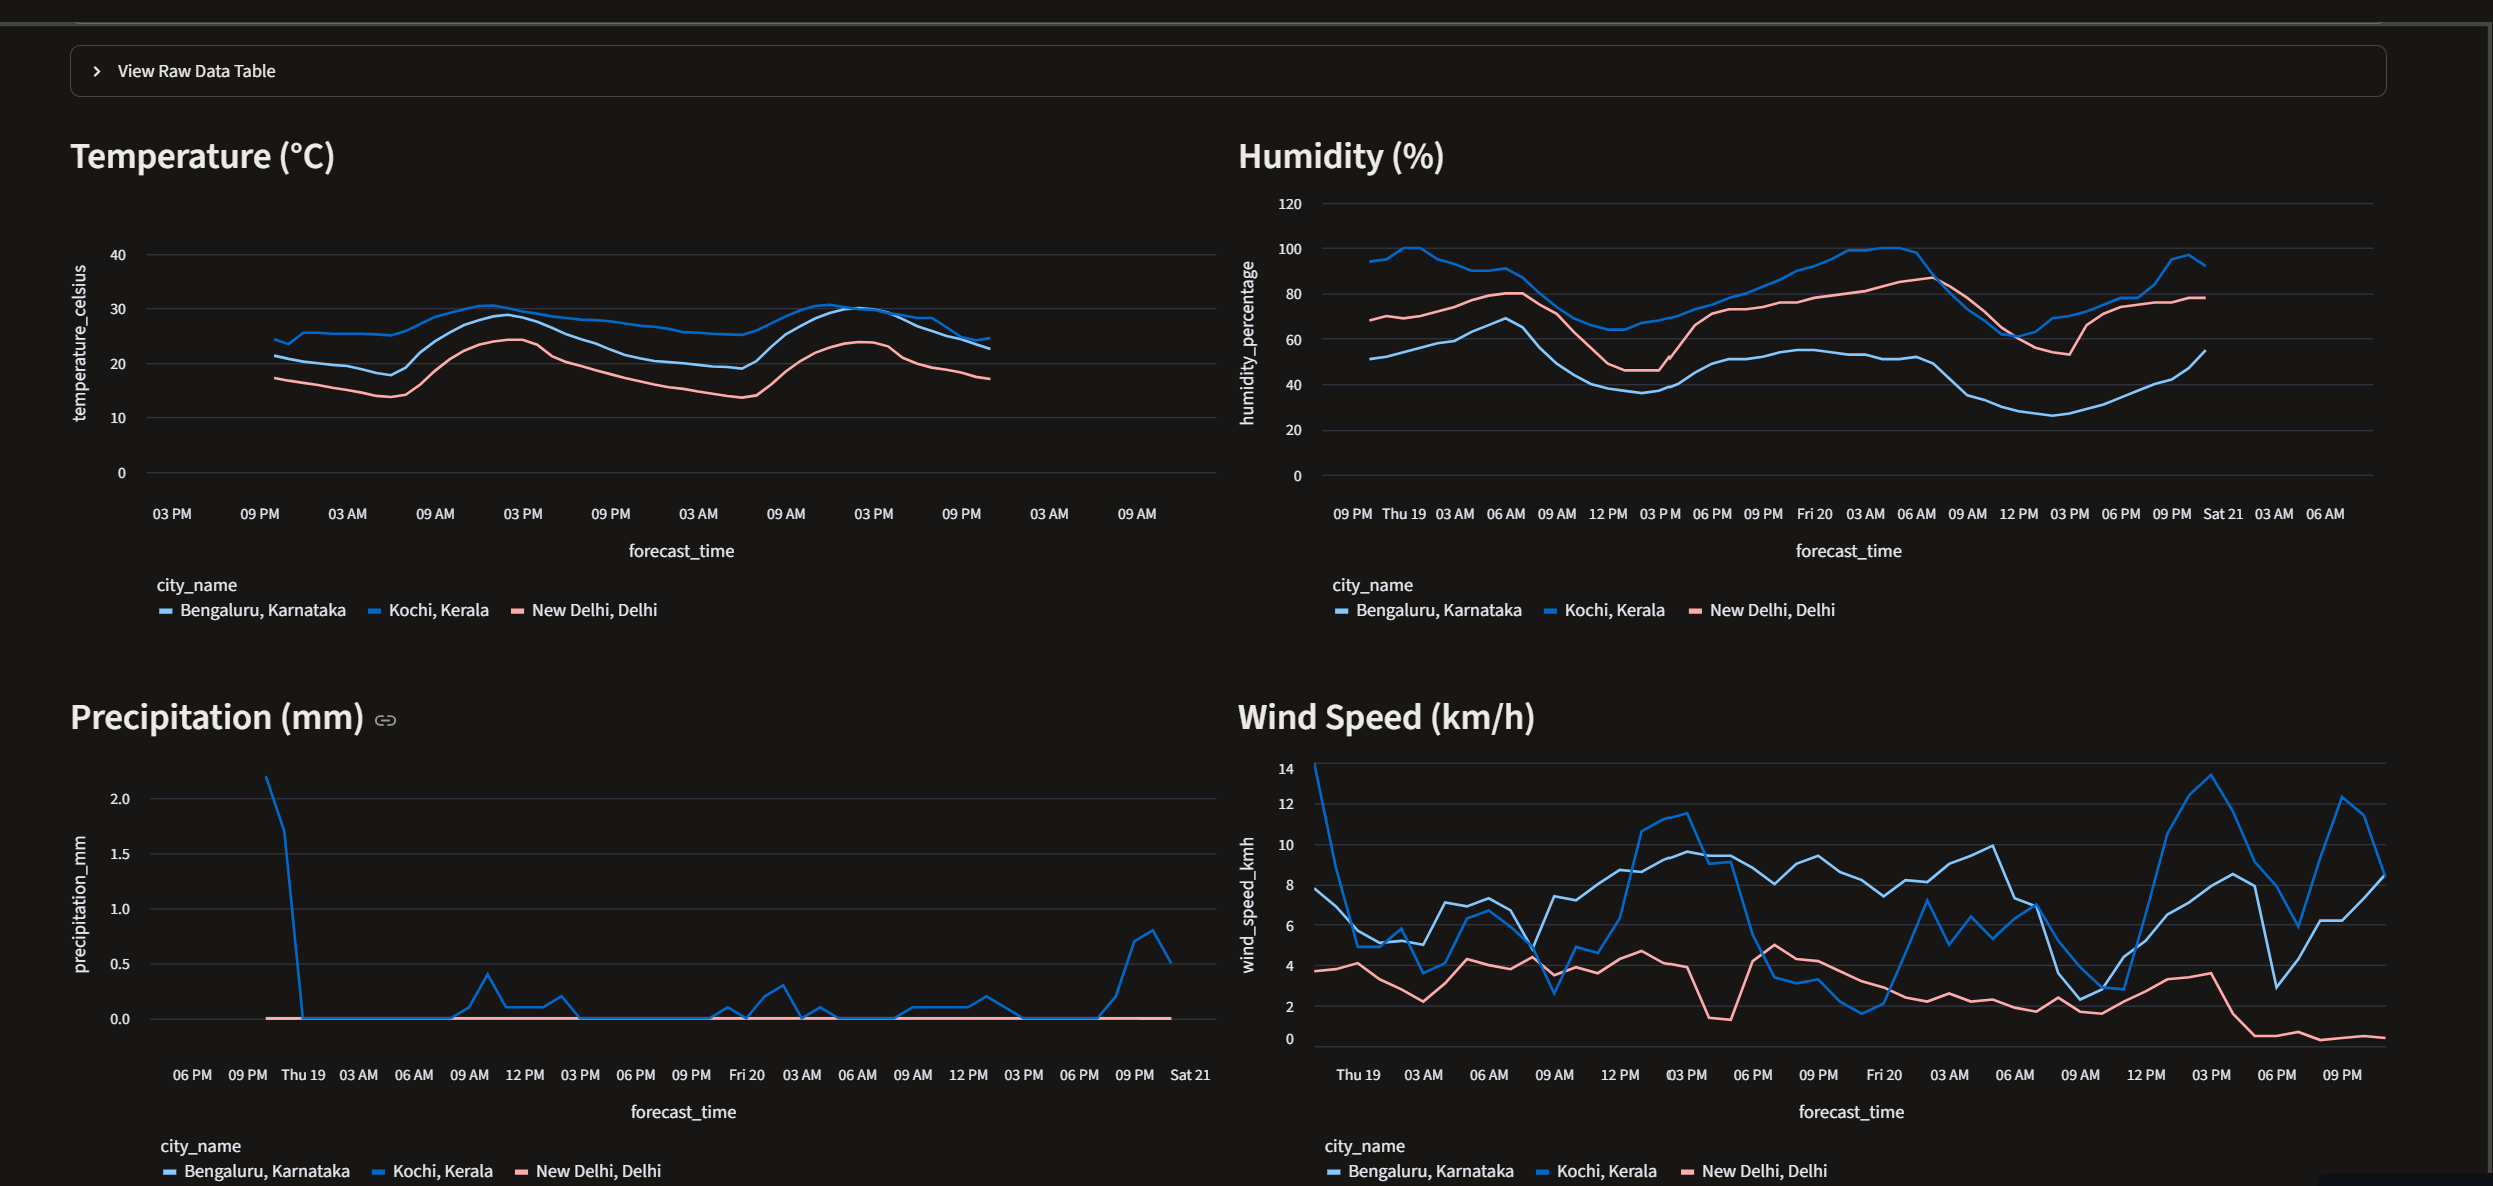 View Raw Data Table
Temperature (°C)
temperature_celsius
40
30
20
10
0
03 PM 09 PM 03 AM 09 AM 03 PM 09 PM 03 AM 09 AM 03 PM 09 PM 03 AM 09 AM
forecast_time
city_name
Bengaluru, Karnataka Kochi, Kerala New Delhi, Delhi
Humidity (%)
humidity_percentage
120
100
80
60
40
20
0
09 PM Thu 19 03 AM 06 AM 09 AM 12 PM 03 PM 06 PM 09 PM Fri 20 03 AM 06 AM 09 AM 12 PM 03 PM 06 PM 09 PM Sat 21 03 AM 06 AM
forecast_time
city_name
Bengaluru, Karnataka Kochi, Kerala New Delhi, Delhi
Precipitation (mm)
precipitation_mm
2.0
1.5
1.0
0.5
0.0
06 PM 09 PM Thu 19 03 AM 06 AM 09 AM 12 PM 03 PM 06 PM 09 PM Fri 20 03 AM 06 AM 09 AM 12 PM 03 PM 06 PM 09 PM Sat 21
forecast_time
city_name
Bengaluru, Karnataka Kochi, Kerala New Delhi, Delhi
Wind Speed (km/h)
wind_speed_kmh
14
12
10
8
6
4
2
0
Thu 19 03 AM 06 AM 09 AM 12 PM 03 PM 06 PM 09 PM Fri 20 03 AM 06 AM 09 AM 12 PM 03 PM 06 PM 09 PM
forecast_time
city_name
Bengaluru, Karnataka Kochi, Kerala New Delhi, Delhi